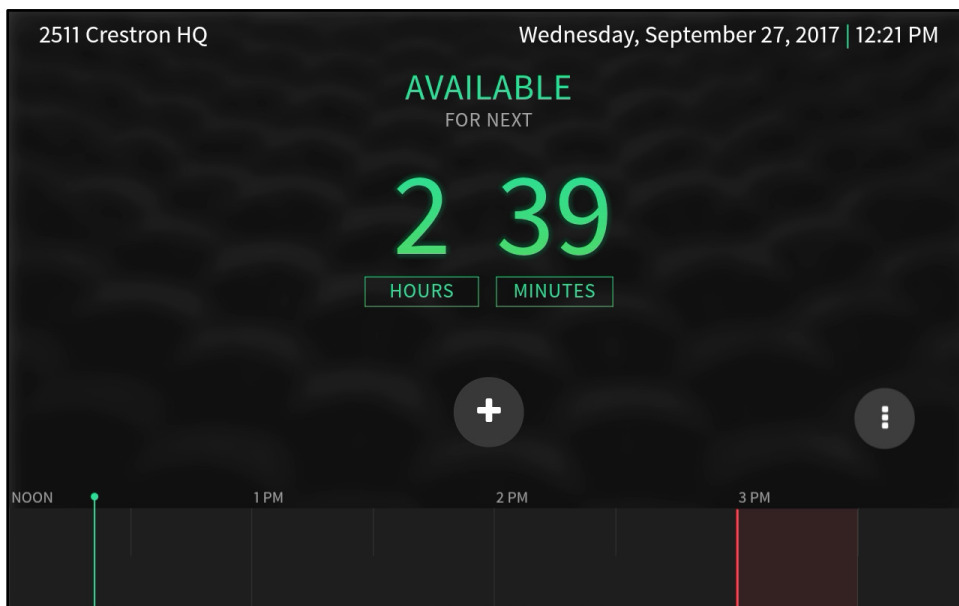 2511 Crestron HQ
Wednesday, September 27, 2017 | 12:21 PM
AVAILABLE
FOR NEXT
2 39
HOURS MINUTES
NOON 1 PM 2 PM 3 PM